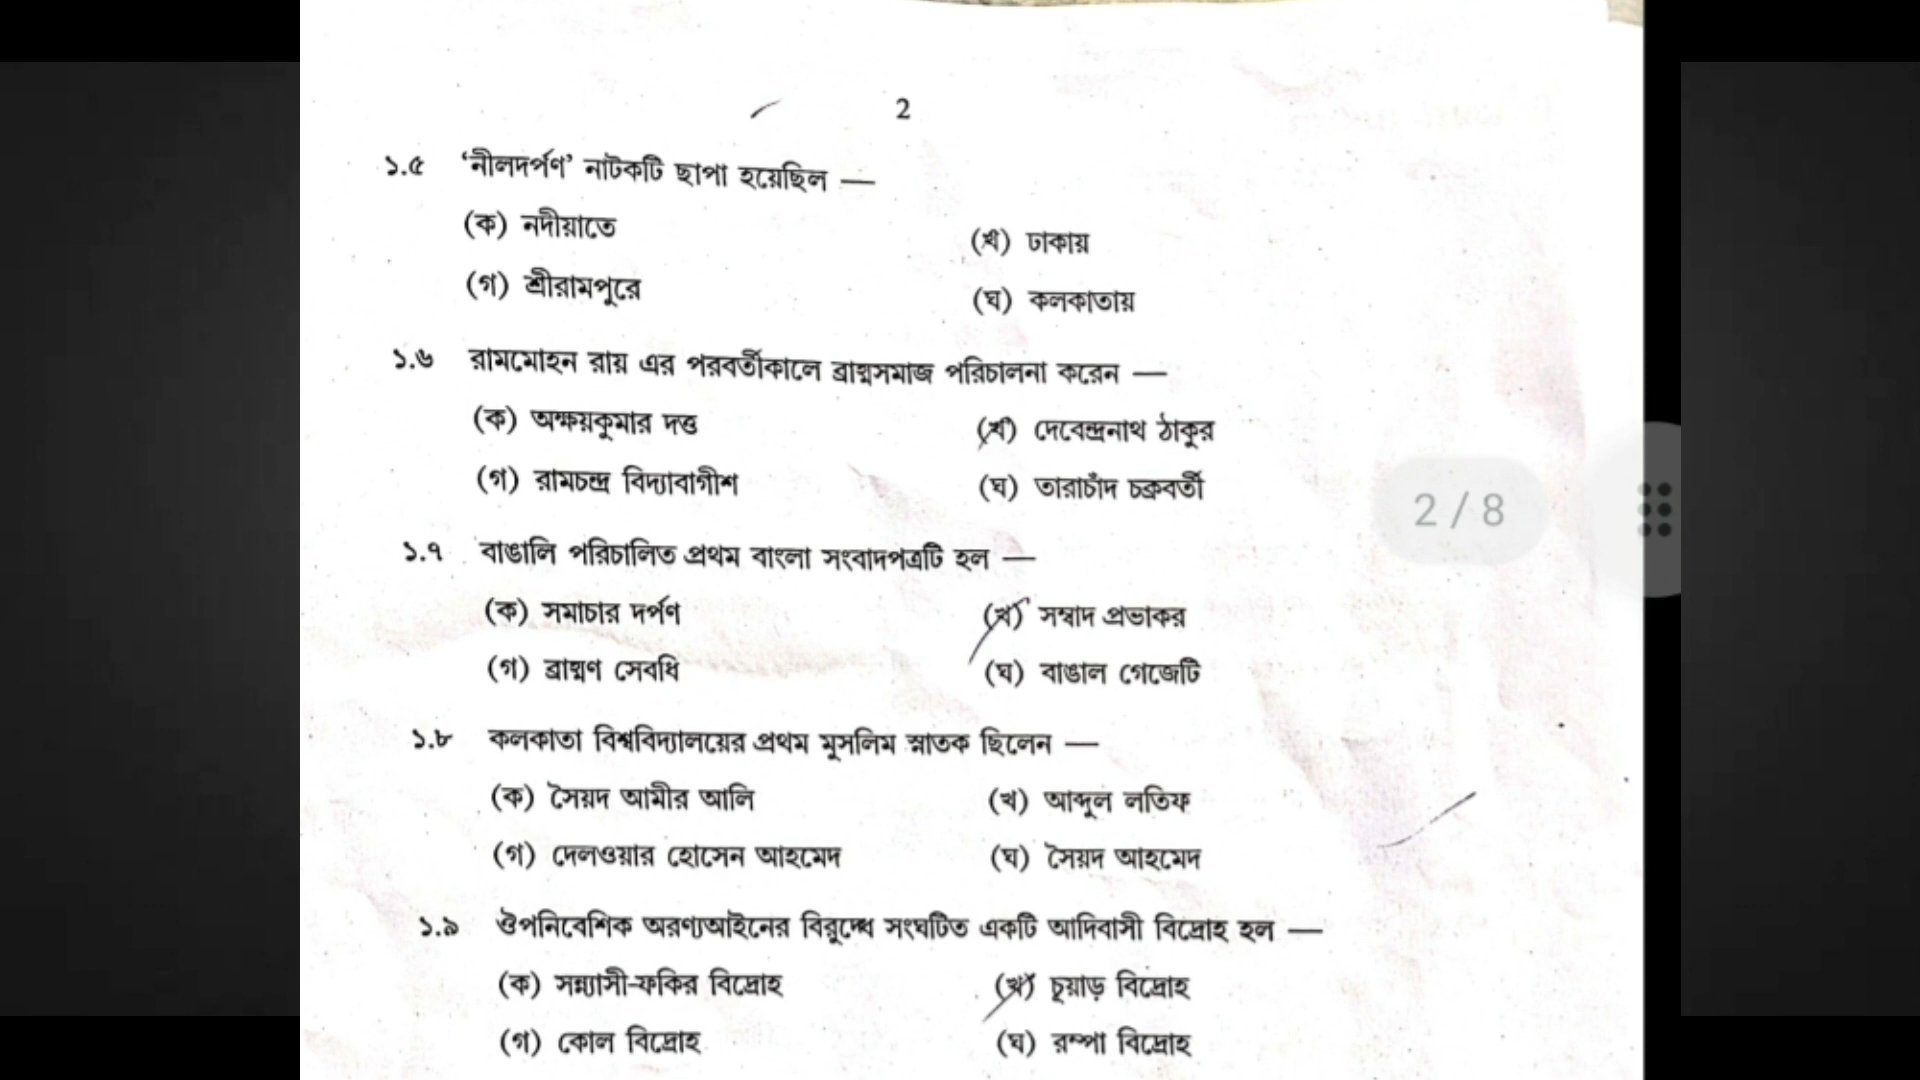 2
১.৫ ‘নীলদর্পণ’ নাটকটি ছাপা হয়েছিল —
(ক) নদীয়াতে (খ) ঢাকায়
(গ) শ্রীরামপুরে (ঘ) কলকাতায়
১.৬ রামমোহন রায় এর পরবর্তীকালে ব্রাহ্মসমাজ পরিচালনা করেন —
(ক) অক্ষয়কুমার দত্ত (খ) দেবেন্দ্রনাথ ঠাকুর
(গ) রামচন্দ্র বিদ্যাবাগীশ (ঘ) তারাচাঁদ চক্রবর্তী
2 / 8
১.৭ বাঙালি পরিচালিত প্রথম বাংলা সংবাদপত্রটি হল —
(ক) সমাচার দর্পণ (খ) সম্বাদ প্রভাকর
(গ) ব্রাহ্মণ সেবধি (ঘ) বাঙাল গেজেটি
১.৮ কলকাতা বিশ্ববিদ্যালয়ের প্রথম মুসলিম স্নাতক ছিলেন —
(ক) সৈয়দ আমীর আলি (খ) আব্দুল লতিফ
(গ) দেলওয়ার হোসেন আহমেদ (ঘ) সৈয়দ আহমেদ
১.৯ ঔপনিবেশিক অরণ্যআইনের বিরুদ্ধে সংঘটিত একটি আদিবাসী বিদ্রোহ হল —
(ক) সন্ন্যাসী-ফকির বিদ্রোহ (খ) চুয়াড় বিদ্রোহ
(গ) কোল বিদ্রোহ (ঘ) রম্পা বিদ্রোহ